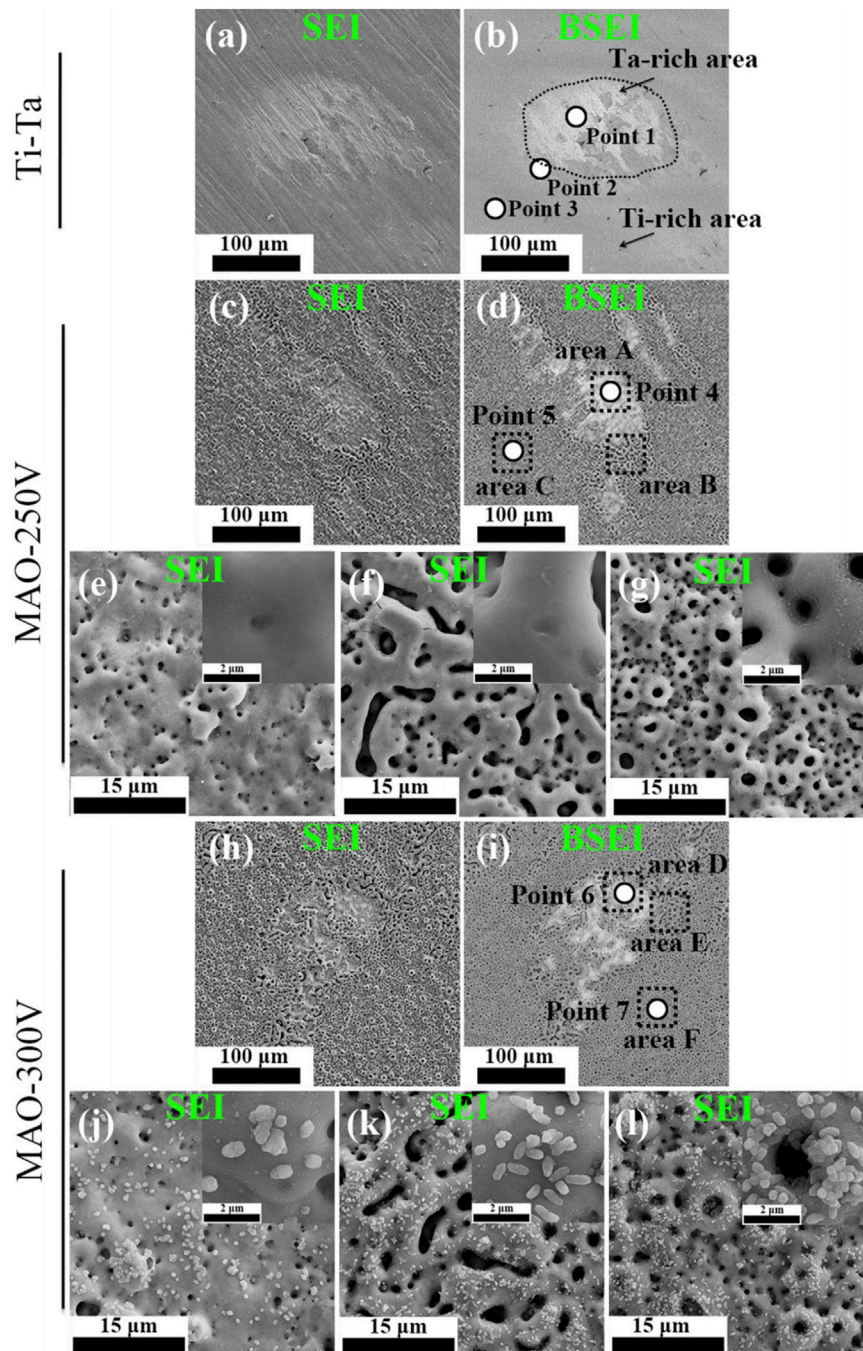 Ti-Ta
(a)
SEI
100 µm
(b)
BSEI
Ta-rich area
Point 1
Point 2
Point 3
Ti-rich area
100 µm
MAO-250V
(c)
SEI
100 µm
(d)
BSEI
area A
Point 4
Point 5
area C
area B
100 µm
(e)
SEI
2 µm
15 µm
(f)
SEI
2 µm
15 µm
(g)
SEI
2 µm
15 µm
MAO-300V
(h)
SEI
100 µm
(i)
BSEI
area D
Point 6
area E
Point 7
area F
100 µm
(j)
SEI
2 µm
15 µm
(k)
SEI
2 µm
15 µm
(l)
SEI
2 µm
15 µm